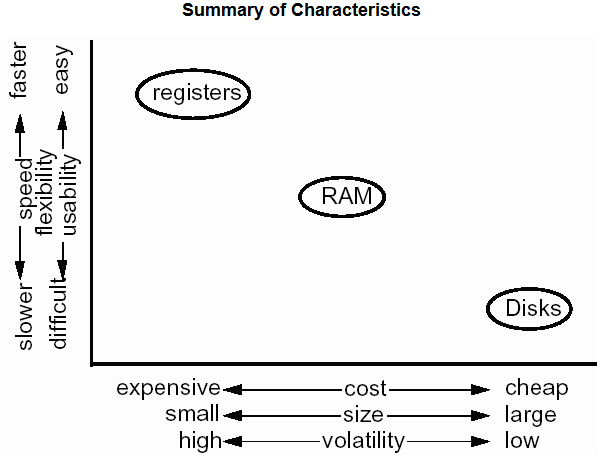 Summary of Characteristics
faster
speed
slower
easy
flexibility
usability
difficult
registers
RAM
Disks
expensive cost cheap
small size large
high volatility low